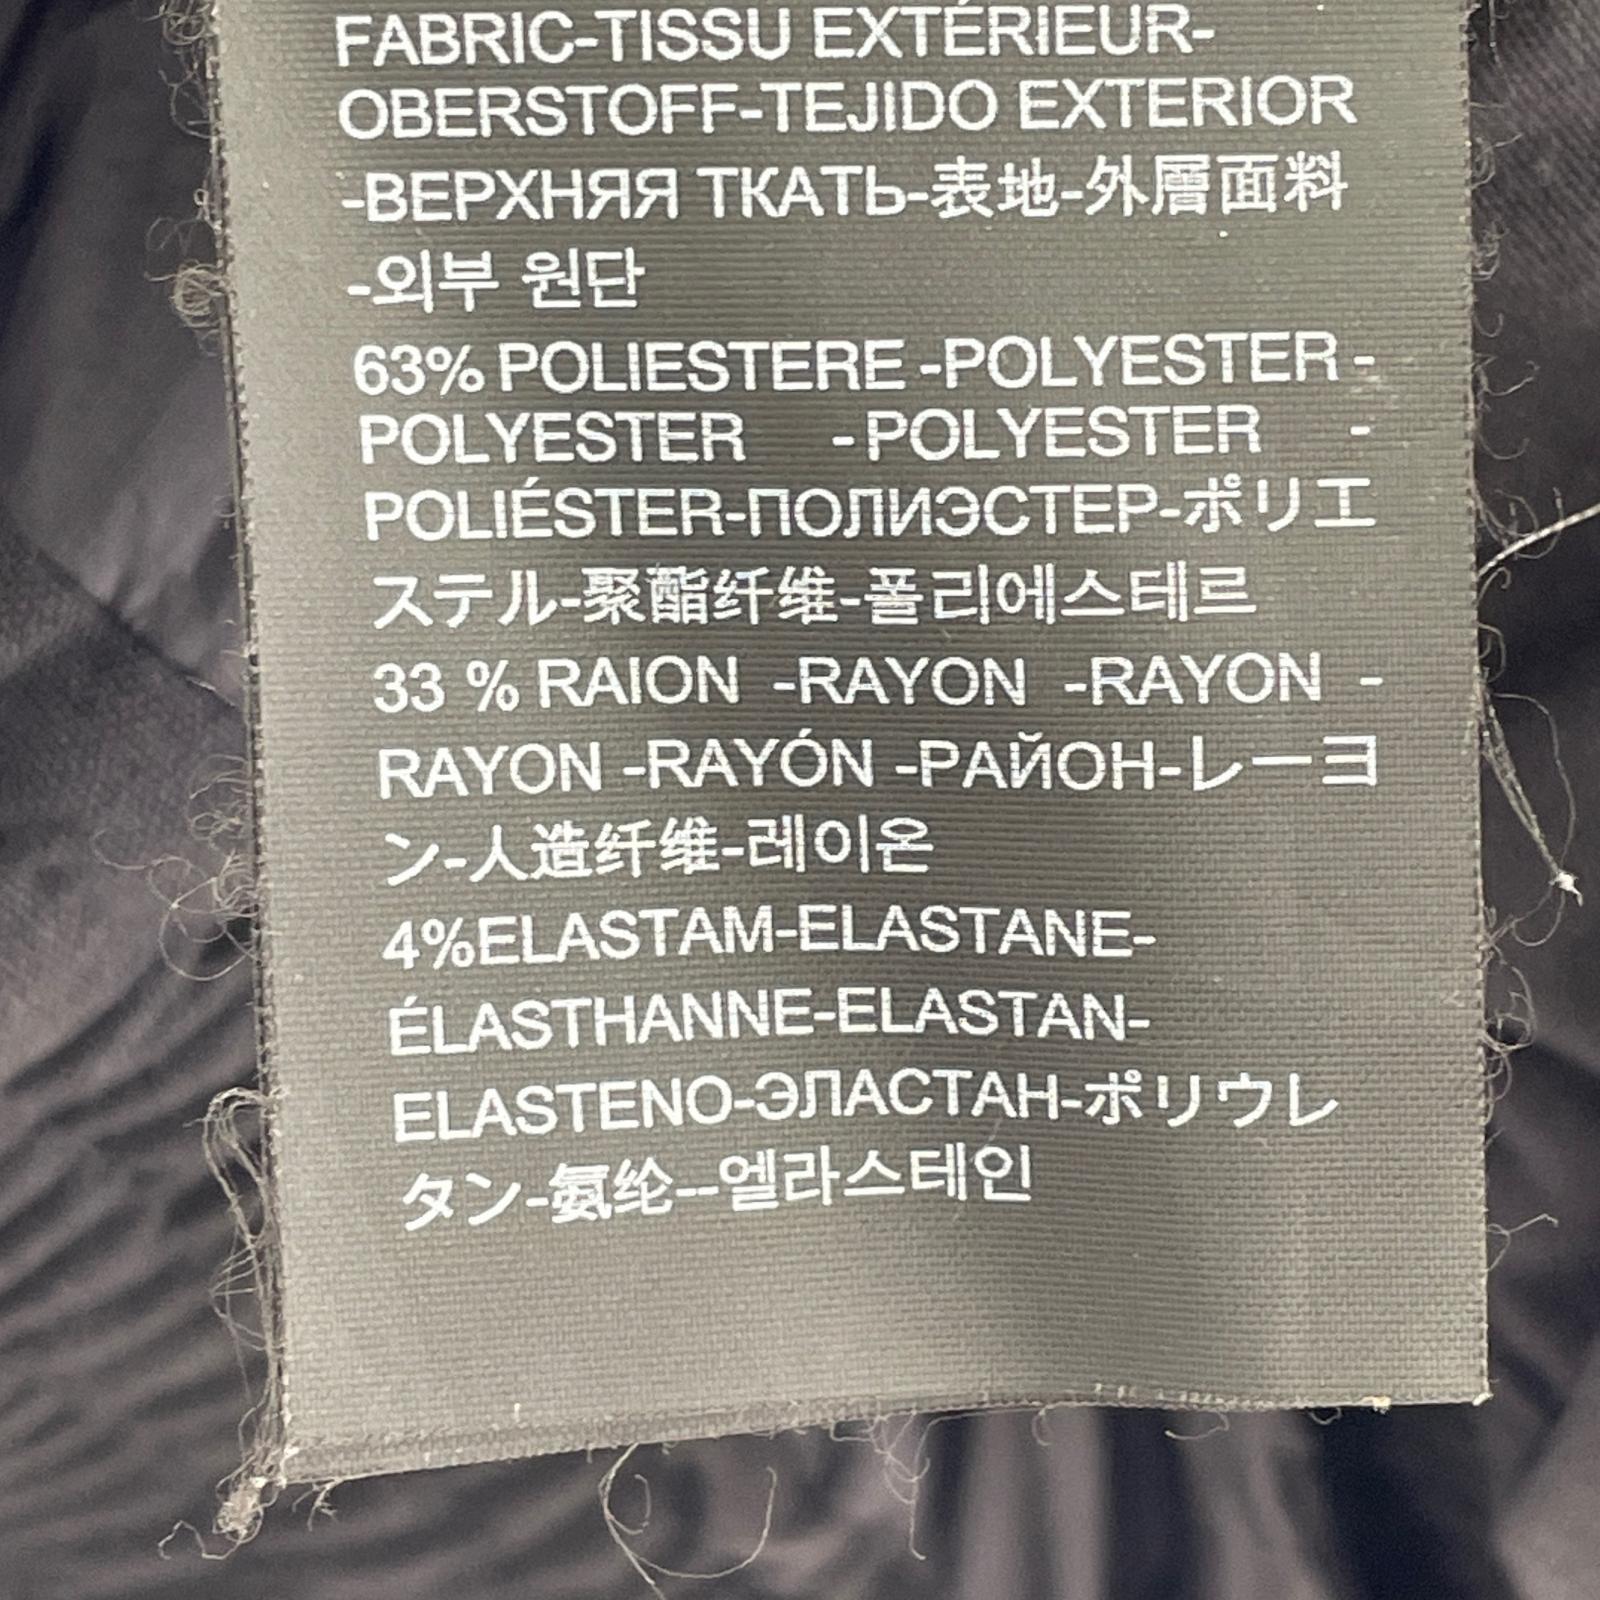 FABRIC-TISSU EXTÉRIEUR-
OBERSTOFF-TEJIDO EXTERIOR
-ВЕРХНЯЯ ТКАТЬ-表地-外層面料
-외부 원단
63% POLIESTERE -POLYESTER -
POLYESTER -POLYESTER -
POLIÉSTER-ПОЛИЭСТЕР-ポリエ
ステル-聚酯纤维-폴리에스테르
33 % RAION -RAYON -RAYON -
RAYON -RAYÓN -РАЙОН-レーヨ
ン-人造纤维-레이온
4%ELASTAM-ELASTANE-
ÉLASTHANNE-ELASTAN-
ELASTENO-ЭЛАСТАН-ポリウレ
タン-氨纶--엘라스테인